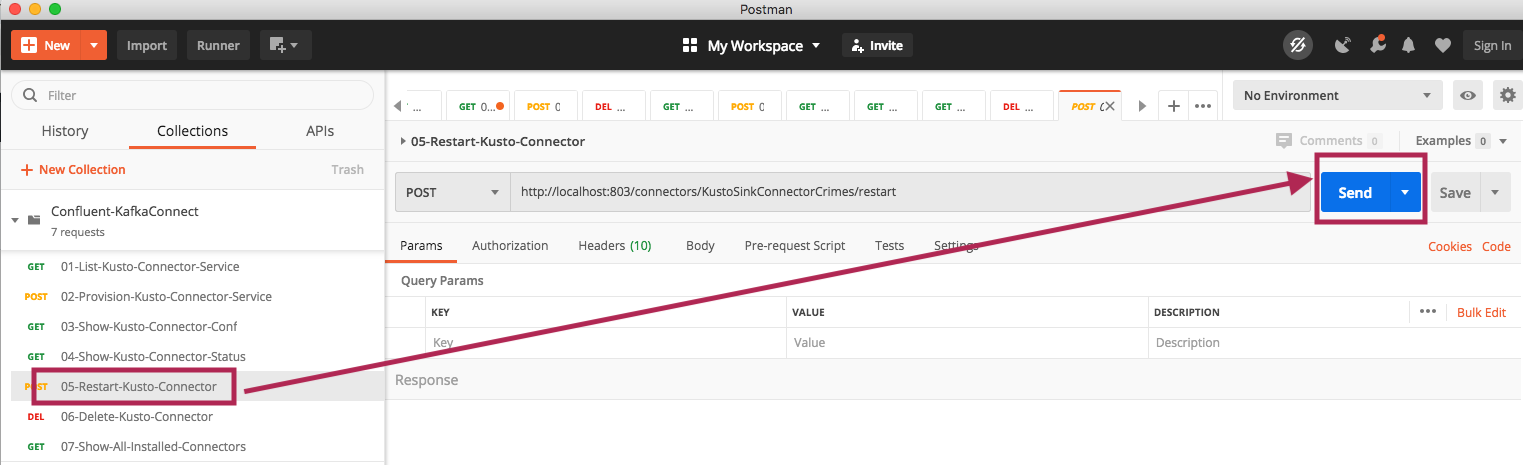 Postman
New Import Runner My Workspace Invite Sign In
Filter
History Collections APIs
+ New Collection Trash
Confluent-KafkaConnect
7 requests
GET 01-List-Kusto-Connector-Service
POST 02-Provision-Kusto-Connector-Service
GET 03-Show-Kusto-Connector-Conf
GET 04-Show-Kusto-Connector-Status
POST 05-Restart-Kusto-Connector
DEL 06-Delete-Kusto-Connector
GET 07-Show-All-Installed-Connectors
... GET 0... POST 0 DEL ... GET ... POST 0 GET ... GET ... GET ... DEL ... POST + ...
No Environment
05-Restart-Kusto-Connector Comments 0 Examples 0
POST http://localhost:803/connectors/KustoSinkConnectorCrimes/restart Send Save
Params Authorization Headers (10) Body Pre-request Script Tests Settings Cookies Code
Query Params
KEY VALUE DESCRIPTION ... Bulk Edit
Key Value Description
Response